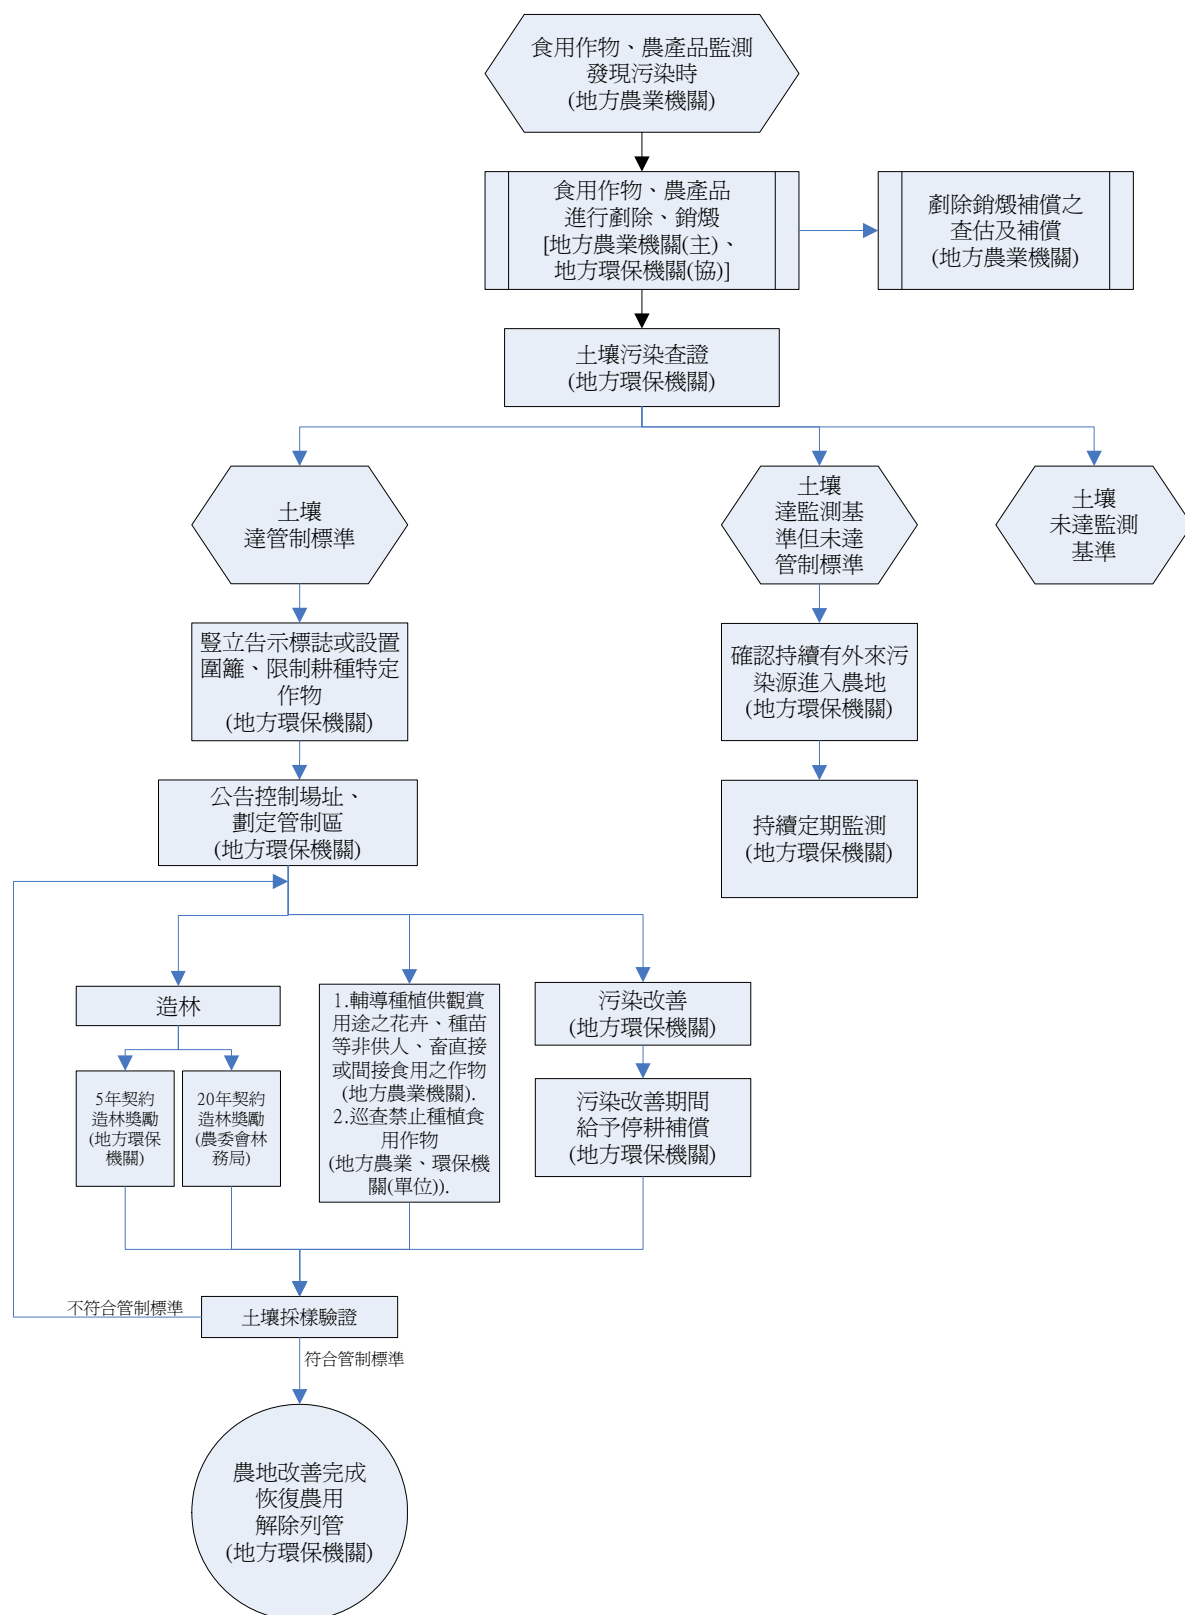 食用作物、農產品監測
發現污染時
(地方農業機關)
食用作物、農產品
進行剷除、銷燬
[地方農業機關(主)、
地方環保機關(協)]
剷除銷燬補償之
查估及補償
(地方農業機關)
土壤污染查證
(地方環保機關)
土壤
達管制標準
土壤
達監測基
準但未達
管制標準
土壤
未達監測
基準
豎立告示標誌或設置
圍籬、限制耕種特定
作物
(地方環保機關)
確認持續有外來污
染源進入農地
(地方環保機關)
公告控制場址、
劃定管制區
(地方環保機關)
持續定期監測
(地方環保機關)
造林
5年契約
造林獎勵
(地方環保
機關)
20年契約
造林獎勵
(農委會林
務局)
1.輔導種植供觀賞
用途之花卉、種苗
等非供人、畜直接
或間接食用之作物
(地方農業機關).
2.巡查禁止種植食
用作物
(地方農業、環保機
關(單位)).
污染改善
(地方環保機關)
污染改善期間
給予停耕補償
(地方環保機關)
不符合管制標準
土壤採樣驗證
符合管制標準
農地改善完成
恢復農用
解除列管
(地方環保機關)